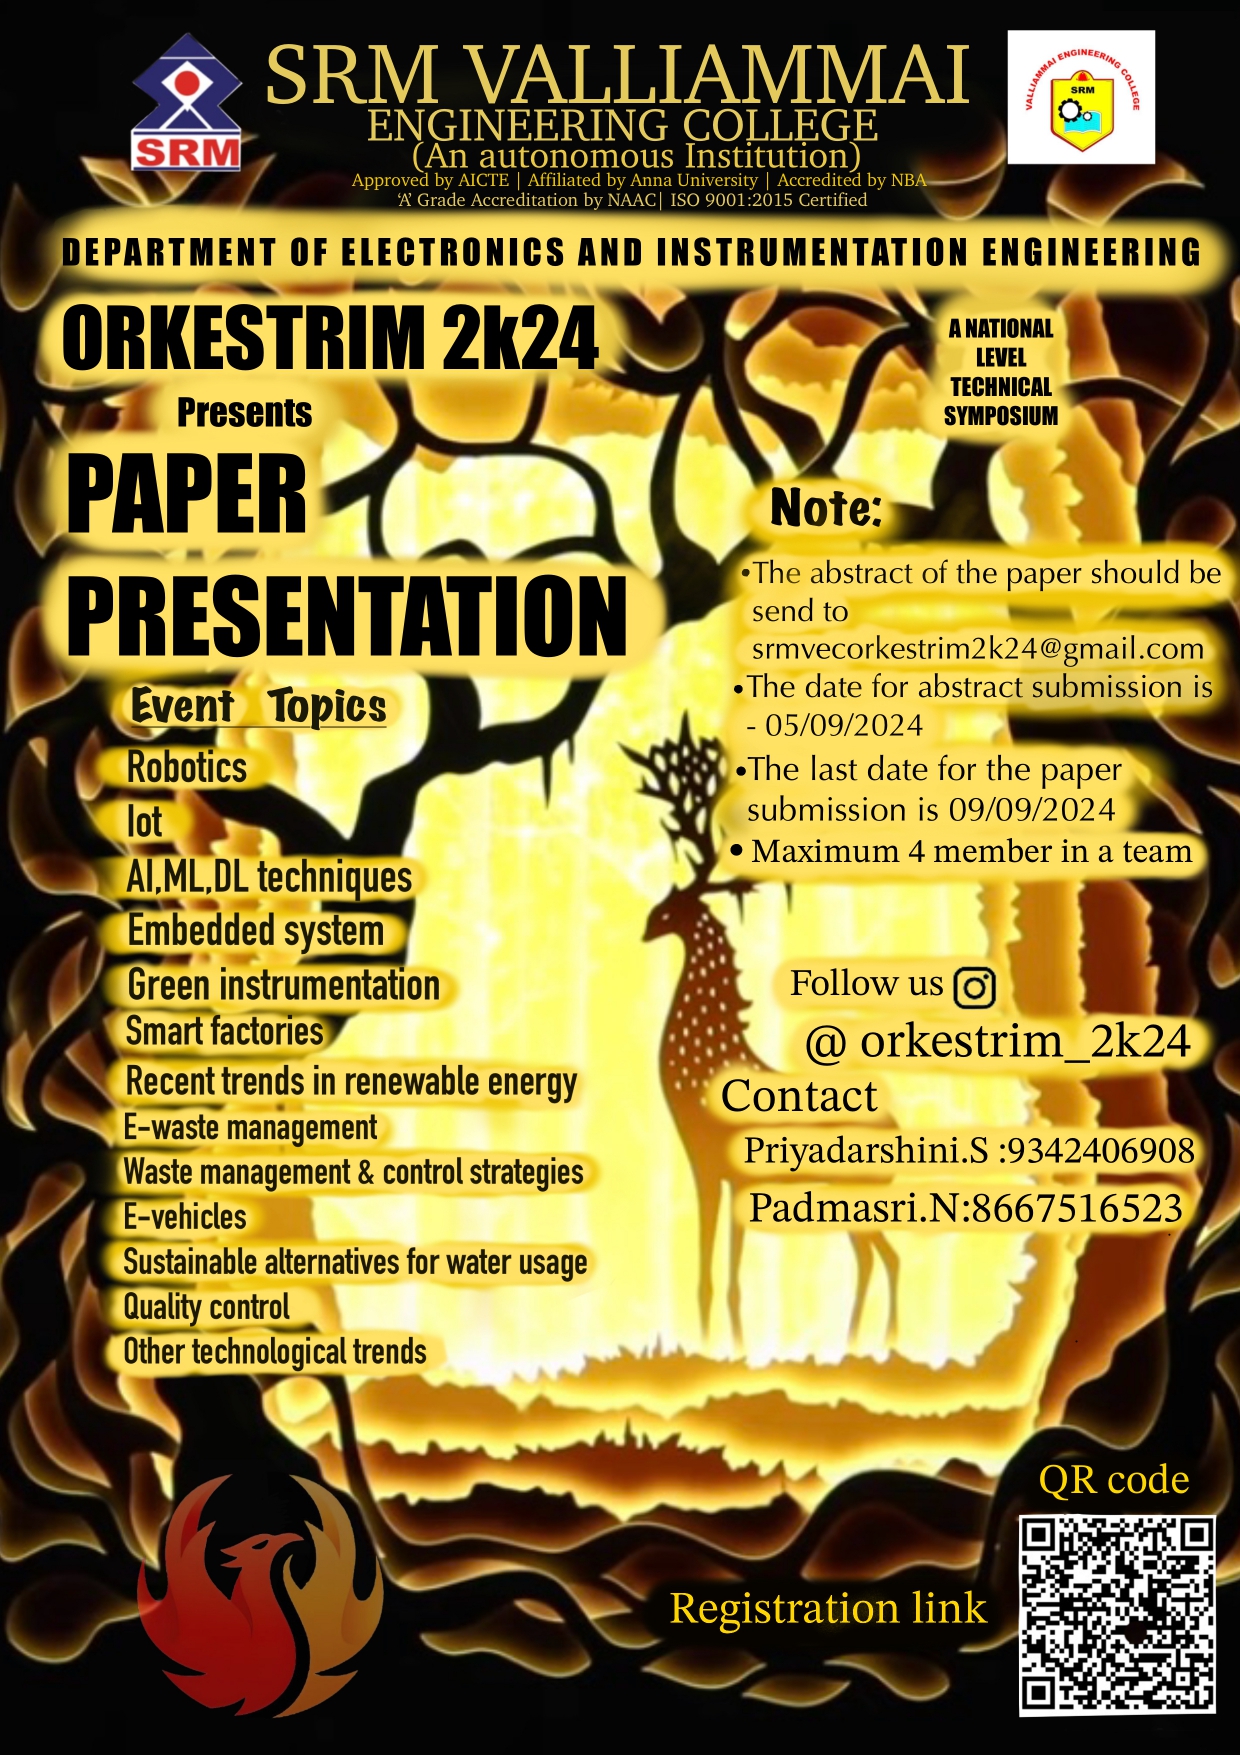 SRM VALLIAMMAI
ENGINEERING COLLEGE
(An autonomous Institution)
Approved by AICTE | Affiliated by Anna University | Accredited by NBA
‘A’ Grade Accreditation by NAAC| ISO 9001:2015 Certified
SRM
VALLIAMMAI ENGINEERING COLLEGE
SRM
DEPARTMENT OF ELECTRONICS AND INSTRUMENTATION ENGINEERING
ORKESTRIM 2k24
Presents
PAPER
PRESENTATION
A NATIONAL
LEVEL
TECHNICAL
SYMPOSIUM
Event Topics
Robotics
Iot
AI,ML,DL techniques
Embedded system
Green instrumentation
Smart factories
Recent trends in renewable energy
E-waste management
Waste management & control strategies
E-vehicles
Sustainable alternatives for water usage
Quality control
Other technological trends
Note:
•The abstract of the paper should be
send to
srmvecorkestrim2k24@gmail.com
•The date for abstract submission is
- 05/09/2024
•The last date for the paper
submission is 09/09/2024
• Maximum 4 member in a team
Follow us
@ orkestrim_2k24
Contact
Priyadarshini.S :9342406908
Padmasri.N:8667516523
QR code
Registration link